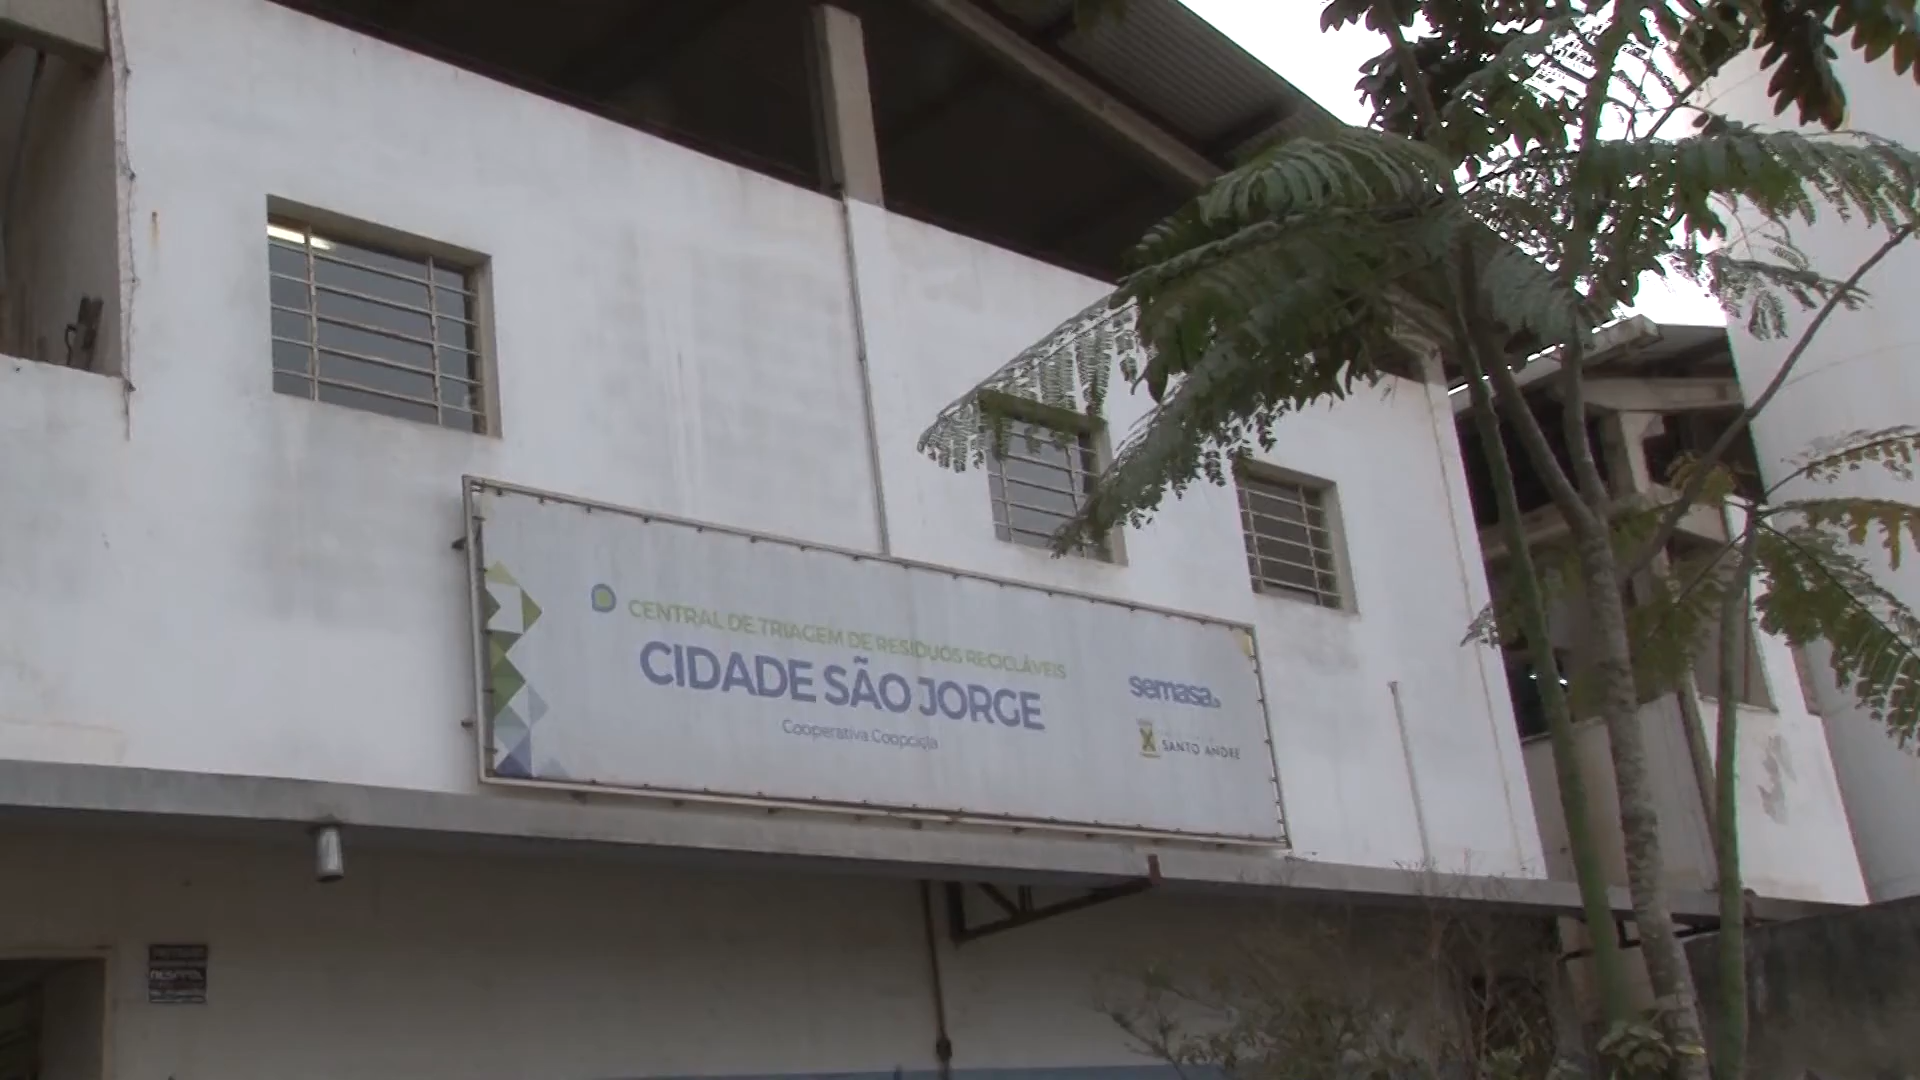 CENTRAL DE TRIAGEM DE RESÍDUOS RECICLÁVEIS
CIDADE SÃO JORGE
Cooperativa Coopcicla
semasa
SANTO ANDRÉ